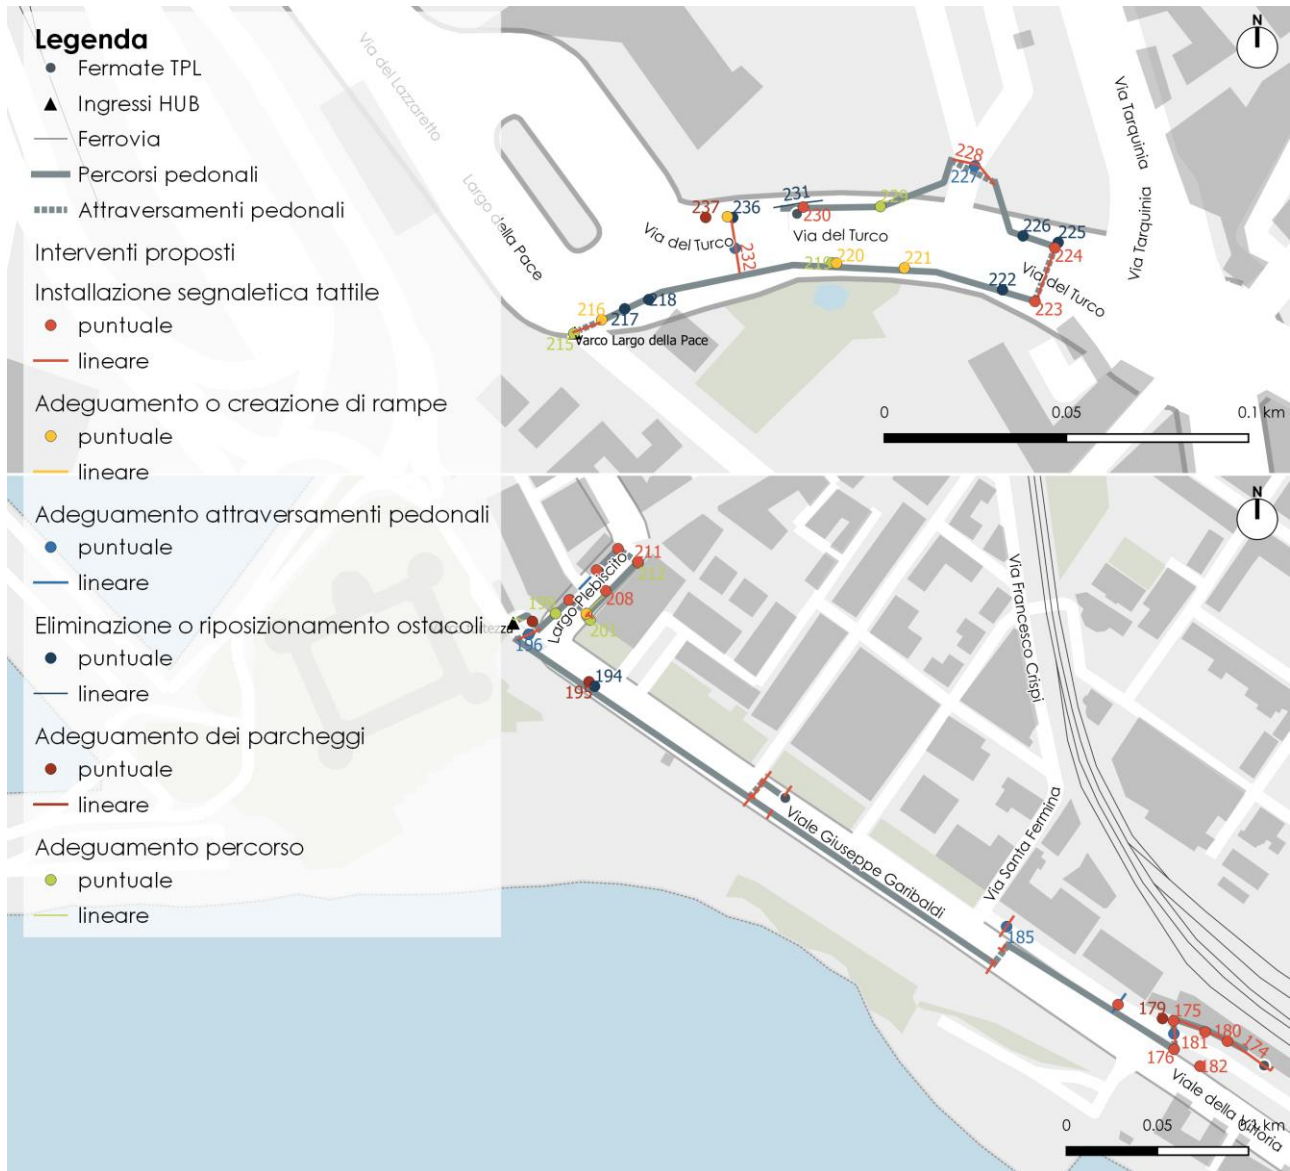 Legenda
Fermate TPL
Ingressi HUB
Ferrovia
Percorsi pedonali
Attraversamenti pedonali
Interventi proposti
Installazione segnaletica tattile
puntuale
lineare
Adeguamento o creazione di rampe
puntuale
lineare
Adeguamento attraversamenti pedonali
puntuale
lineare
Eliminazione o riposizionamento ostacoli
puntuale
lineare
Adeguamento dei parcheggi
puntuale
lineare
Adeguamento percorso
puntuale
lineare
N
Via del Lazzaretto
Largo della Pace
Largo della Pace
Via Tarquinia
Via Tarquinia
228
227
231
229
230
237
236
Via del Turco
Via del Turco
232
226
225
224
219
220
221
222
Via del Turco
223
218
217
216
215
Varco Largo della Pace
0
0.05
0.1 km
N
211
212
Largo Plebiscito
208
201
196
194
195
Via Francesco Crispi
Via Santa Fermina
Viale Giuseppe Garibaldi
185
179
175
180
181
174
176
182
Viale della Vittoria
0
0.05
0.1 km